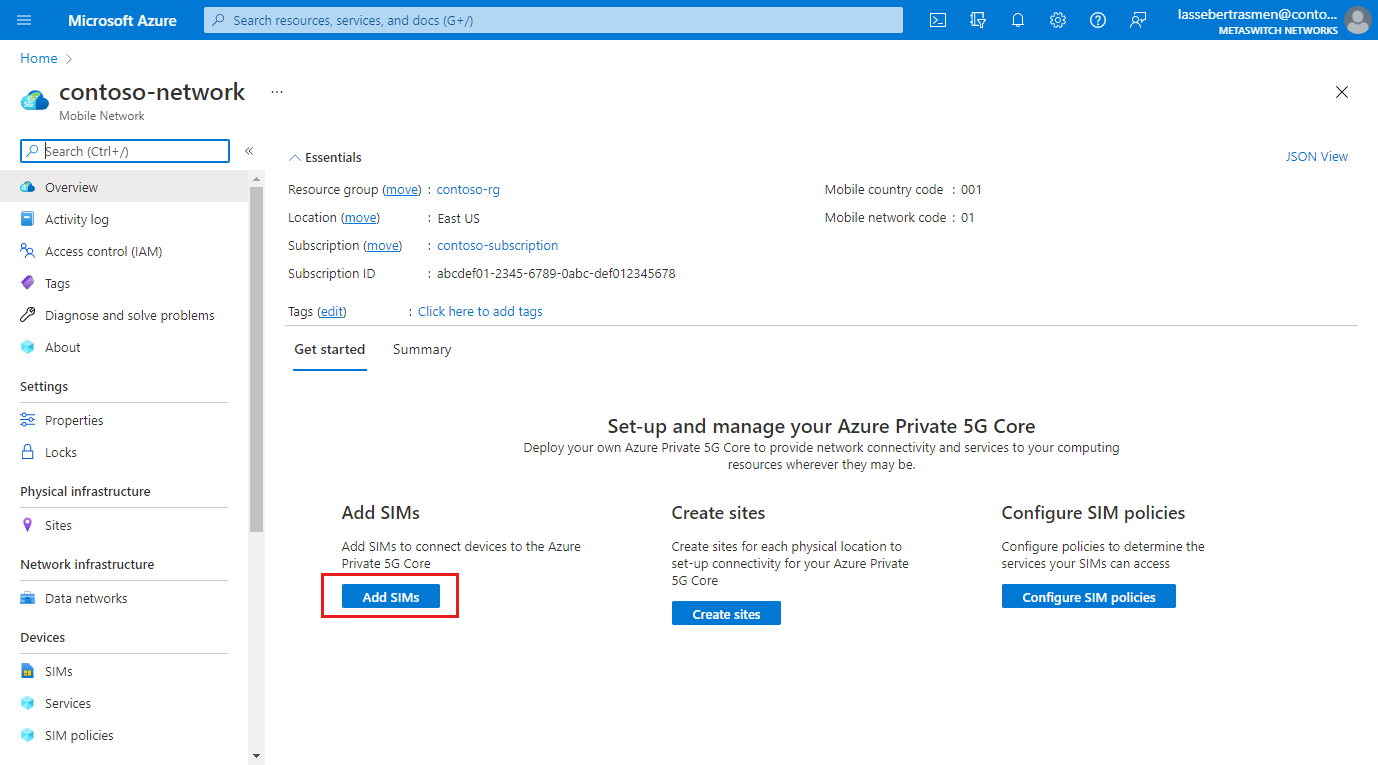 Microsoft Azure
Search resources, services, and docs (G+/)
lassebertrasmen@conto...
METASWITCH NETWORKS
Home
contoso-network ...
Mobile Network
Search (Ctrl+/)
Overview
Activity log
Access control (IAM)
Tags
Diagnose and solve problems
About
Settings
Properties
Locks
Physical infrastructure
Sites
Network infrastructure
Data networks
Devices
SIMs
Services
SIM policies
Essentials
JSON View
Resource group (move) : contoso-rg
Location (move) : East US
Subscription (move) : contoso-subscription
Subscription ID : abcdef01-2345-6789-0abc-def012345678
Mobile country code : 001
Mobile network code : 01
Tags (edit) : Click here to add tags
Get started
Summary
Set-up and manage your Azure Private 5G Core
Deploy your own Azure Private 5G Core to provide network connectivity and services to your computing
resources wherever they may be.
Add SIMs
Add SIMs to connect devices to the Azure
Private 5G Core
Add SIMs
Create sites
Create sites for each physical location to
set-up connectivity for your Azure Private
5G Core
Create sites
Configure SIM policies
Configure policies to determine the
services your SIMs can access
Configure SIM policies